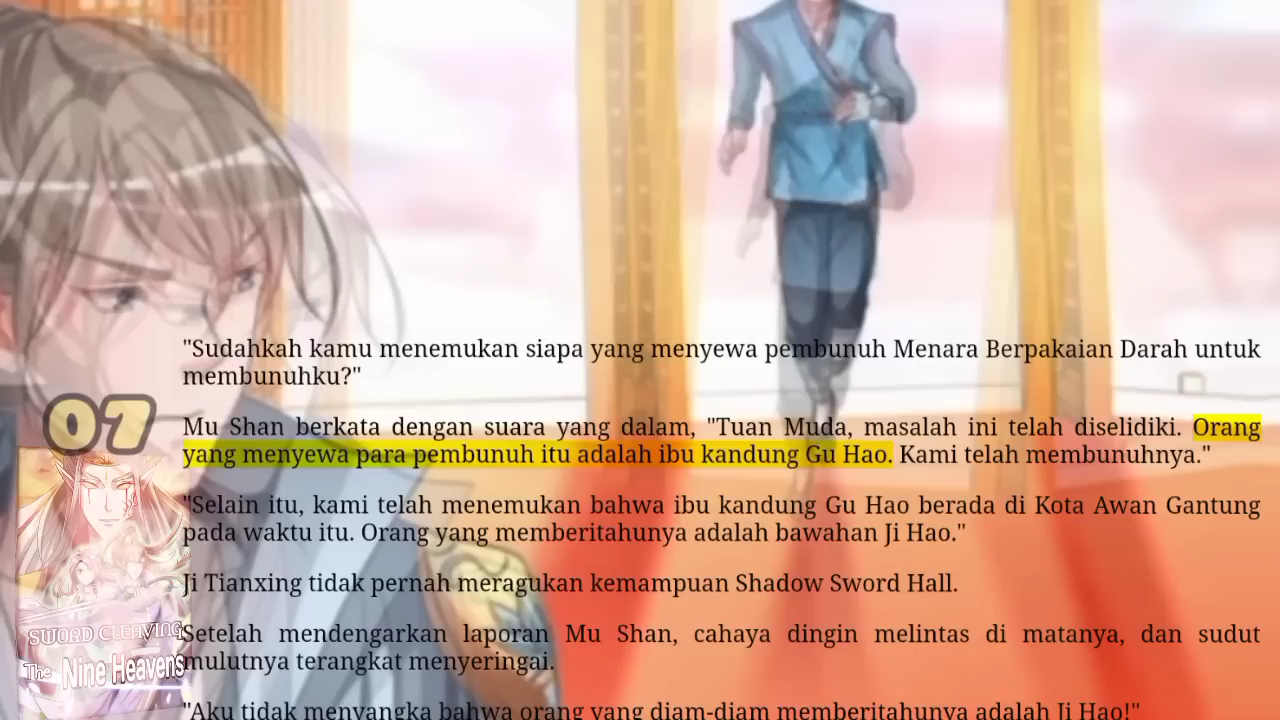 "Sudahkah kamu menemukan siapa yang menyewa pembunuh Menara Berpakaian Darah untuk
membunuhku?"
Mu Shan berkata dengan suara yang dalam, "Tuan Muda, masalah ini telah diselidiki. Orang
yang menyewa para pembunuh itu adalah ibu kandung Gu Hao. Kami telah membunuhnya."
"Selain itu, kami telah menemukan bahwa ibu kandung Gu Hao berada di Kota Awan Gantung
pada waktu itu. Orang yang memberitahunya adalah bawahan Ji Hao."
Ji Tianxing tidak pernah meragukan kemampuan Shadow Sword Hall.
Setelah mendengarkan laporan Mu Shan, cahaya dingin melintas di matanya, dan sudut
mulutnya terangkat menyeringai.
"Aku tidak menyangka bahwa orang yang diam-diam memberitahunya adalah Ji Hao!"
07
SWORD CLEAVING
The Nine Heavens